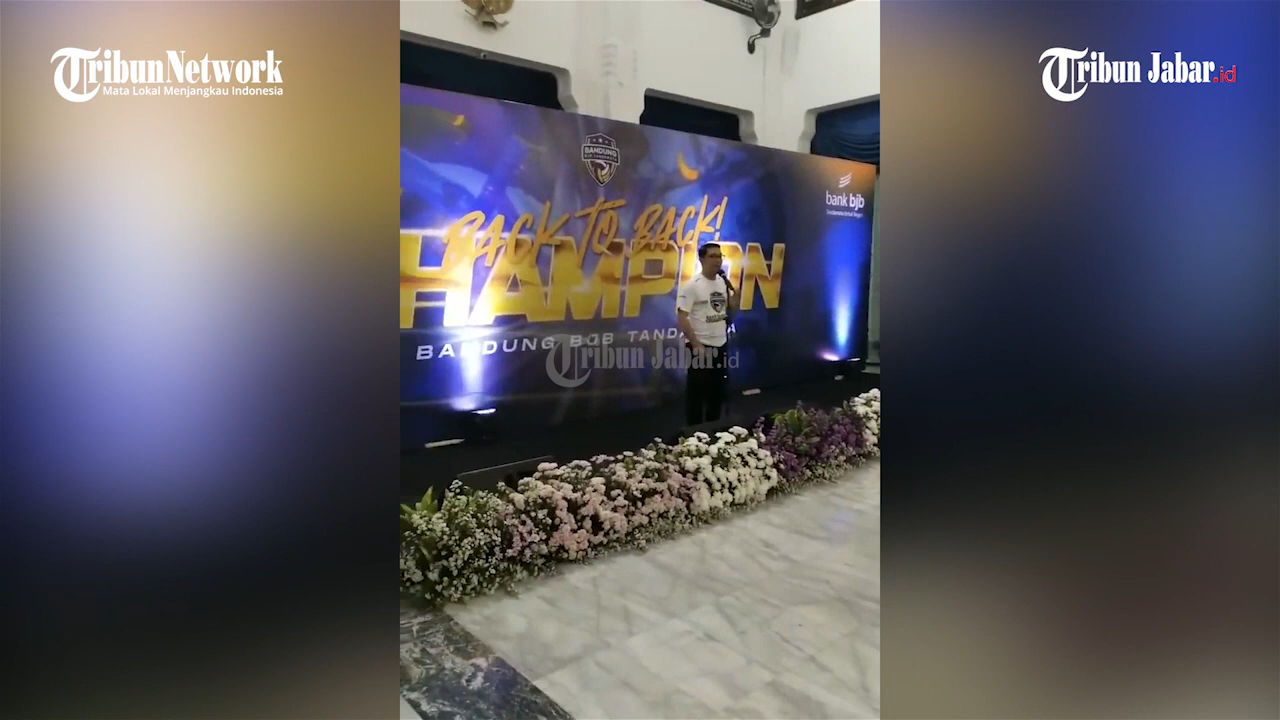 TribunNetwork
Mata Lokal Menjangkau Indonesia
Tribun Jabar.id
BANDUNG
bank bjb
BACK TO BACK!
HAMPION
BANDUNG BJB
Tribun Jabar.id